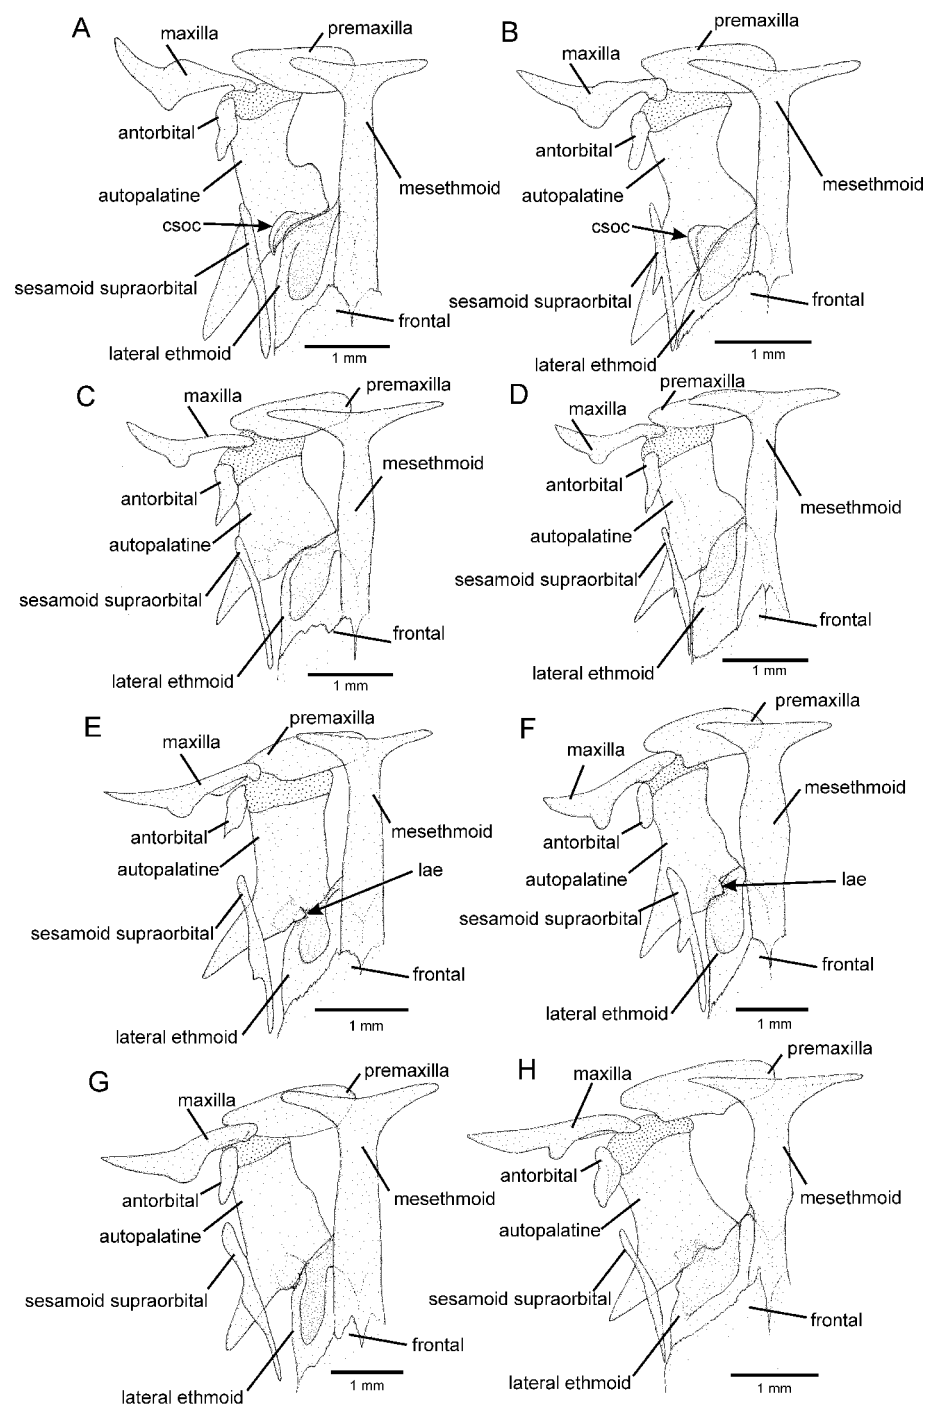 A
maxilla
premaxilla
antorbital
autopalatine
mesethmoid
csoc
sesamoid supraorbital
frontal
lateral ethmoid
1 mm
B
maxilla
premaxilla
antorbital
autopalatine
mesethmoid
csoc
sesamoid supraorbital
frontal
lateral ethmoid
1 mm
C
maxilla
premaxilla
mesethmoid
antorbital
autopalatine
sesamoid supraorbital
frontal
lateral ethmoid
1 mm
D
premaxilla
maxilla
antorbital
mesethmoid
autopalatine
sesamoid supraorbital
frontal
lateral ethmoid
1 mm
E
premaxilla
maxilla
antorbital
mesethmoid
autopalatine
lae
sesamoid supraorbital
frontal
lateral ethmoid
1 mm
F
premaxilla
maxilla
mesethmoid
antorbital
autopalatine
lae
sesamoid supraorbital
frontal
lateral ethmoid
1 mm
G
premaxilla
maxilla
antorbital
mesethmoid
autopalatine
sesamoid supraorbital
frontal
lateral ethmoid
1 mm
H
premaxilla
maxilla
antorbital
mesethmoid
autopalatine
sesamoid supraorbital
frontal
lateral ethmoid
1 mm